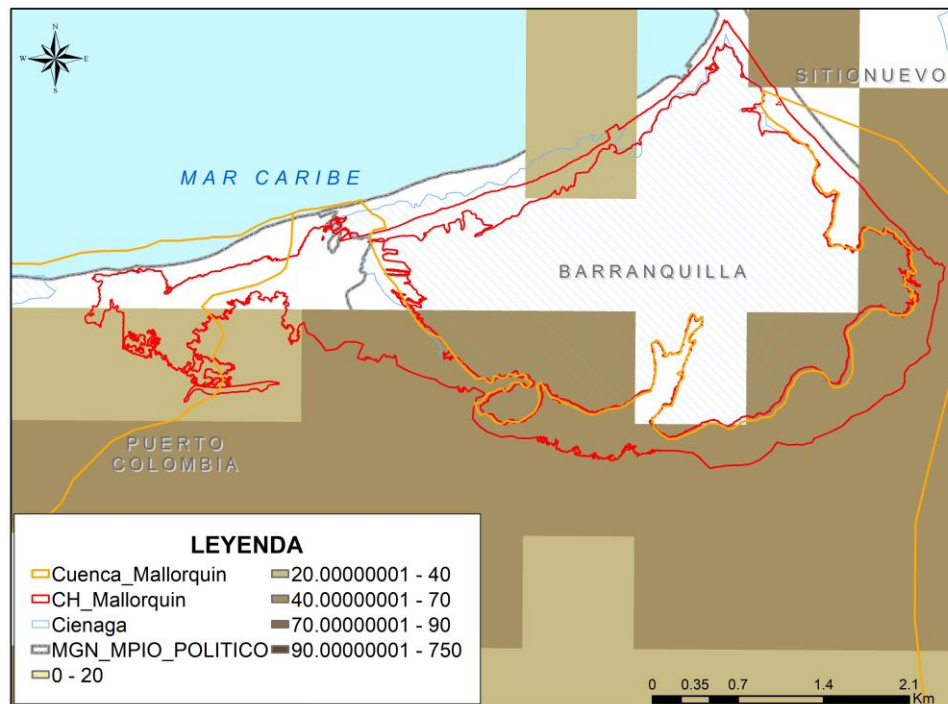 N
W E
S
SITIONUEVO
MAR CARIBE
BARRANQUILLA
PUERTO
COLOMBIA
LEYENDA
Cuenca_Mallorquin
CH_Mallorquin
Cienaga
MGN_MPIO_POLITICO
0 - 20
20.00000001 - 40
40.00000001 - 70
70.00000001 - 90
90.00000001 - 750
0 0.35 0.7 1.4 2.1
Km